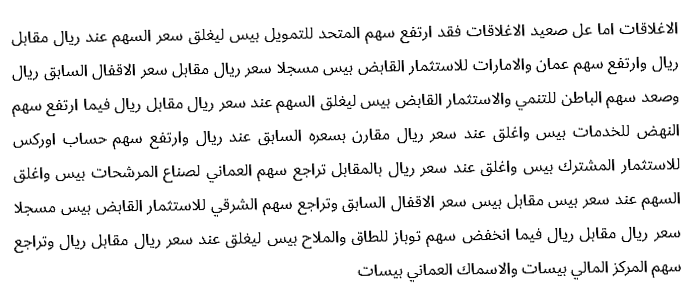 الاغلاقات اما عل صعيد الاغلاقات فقد ارتفع سهم المتحد للتمويل بيس ليغلق سعر السهم عند ريال مقابل
ريال وارتفع سهم عمان والامارات للاستثمار القابض بيس مسجلا سعر ريال مقابل سعر الاقفال السابق ريال
وصعد سهم الباطن للتنمي والاستثمار القابض بيس ليغلق السهم عند سعر ريال مقابل ريال فيما ارتفع سهم
النهض للخدمات بيس واغلق عند سعر ريال مقارن بسعره السابق عند ريال وارتفع سهم حساب اوركس
للاستثمار المشترك بيس واغلق عند سعر ريال بالمقابل تراجع سهم العماني لصناع المرشحات بيس واغلق
السهم عند سعر بيس مقابل بيس سعر الاقفال السابق وتراجع سهم الشرقي للاستثمار القابض بيس مسجلا
سعر ريال مقابل ريال فيما انخفض سهم توباز للطاق والملاح بيس ليغلق عند سعر ريال مقابل ريال وتراجع
سهم المركز المالي بيسات والاسماك العماني بيسات